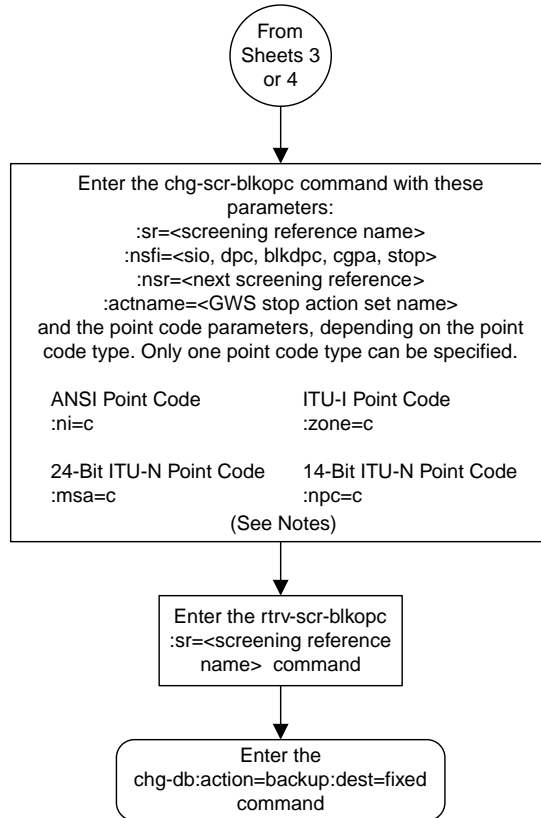 From
Sheets 3
or 4
Enter the chg-scr-blkopc command with these
parameters:
:sr=<screening reference name>
:nsfi=<sio, dpc, blkdpc, cgpa, stop>
:nsr=<next screening reference>
:actname=<GWS stop action set name>
and the point code parameters, depending on the point
code type. Only one point code type can be specified.
ANSI Point Code
:ni=c
ITU-I Point Code
:zone=c
24-Bit ITU-N Point Code
:msa=c
14-Bit ITU-N Point Code
:npc=c
(See Notes)
Enter the rtrv-scr-blkopc
:sr=<screening reference
name> command
Enter the
chg-db:action=backup:dest=fixed
command